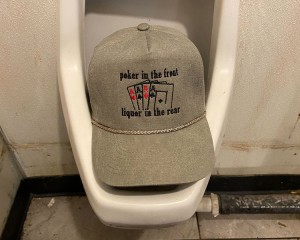 poker in the front
liquor in the rear